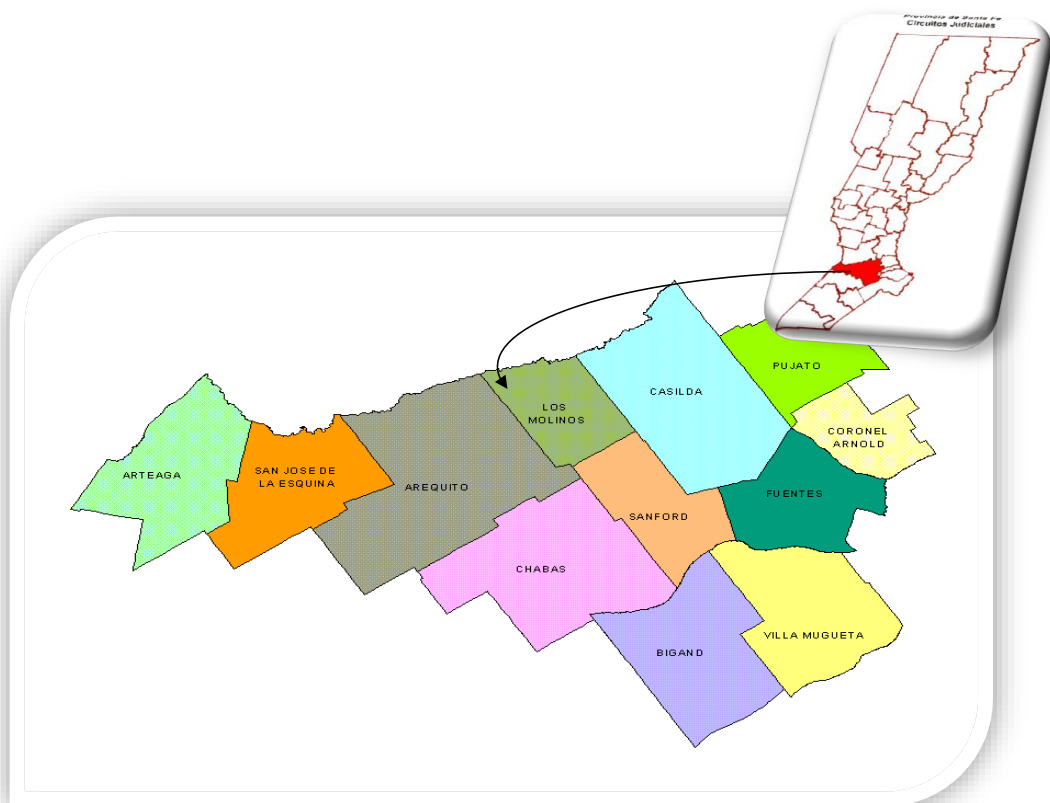 Provincia de Santa Fe
Circuitos Judiciales
PUJATO
CASILDA
LOS
MOLINOS
CORONEL
ARNOLD
ARTEAGA
SAN JOSE DE
LA ESQUINA
AREQUITO
FUENTES
SANFORD
CHABAS
VILLA MUGUETA
BIGAND